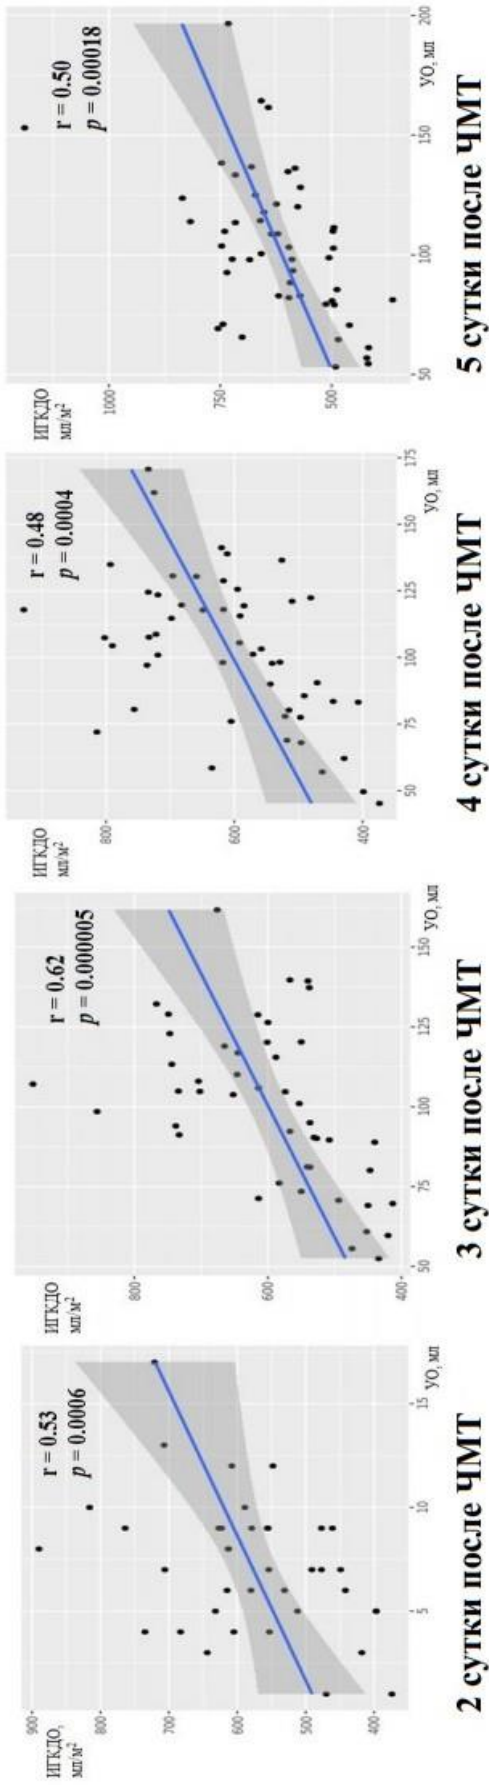 ИГКДО,
мл/м²
900
800
700
600
500
400
r = 0.53
p = 0.0006
5
10
15
УО, мл
2 сутки после ЧМТ
ИГКДО
мл/м²
800
600
400
r = 0.62
p = 0.000005
50
75
100
125
150
УО, мл
3 сутки после ЧМТ
ИГКДО
мл/м²
800
600
400
r = 0.48
p = 0.0004
50
75
100
125
150
175
УО, мл
4 сутки после ЧМТ
ИГКДО
мл/м²
1000
750
500
r = 0.50
p = 0.00018
50
100
150
200
УО, мл
5 сутки после ЧМТ